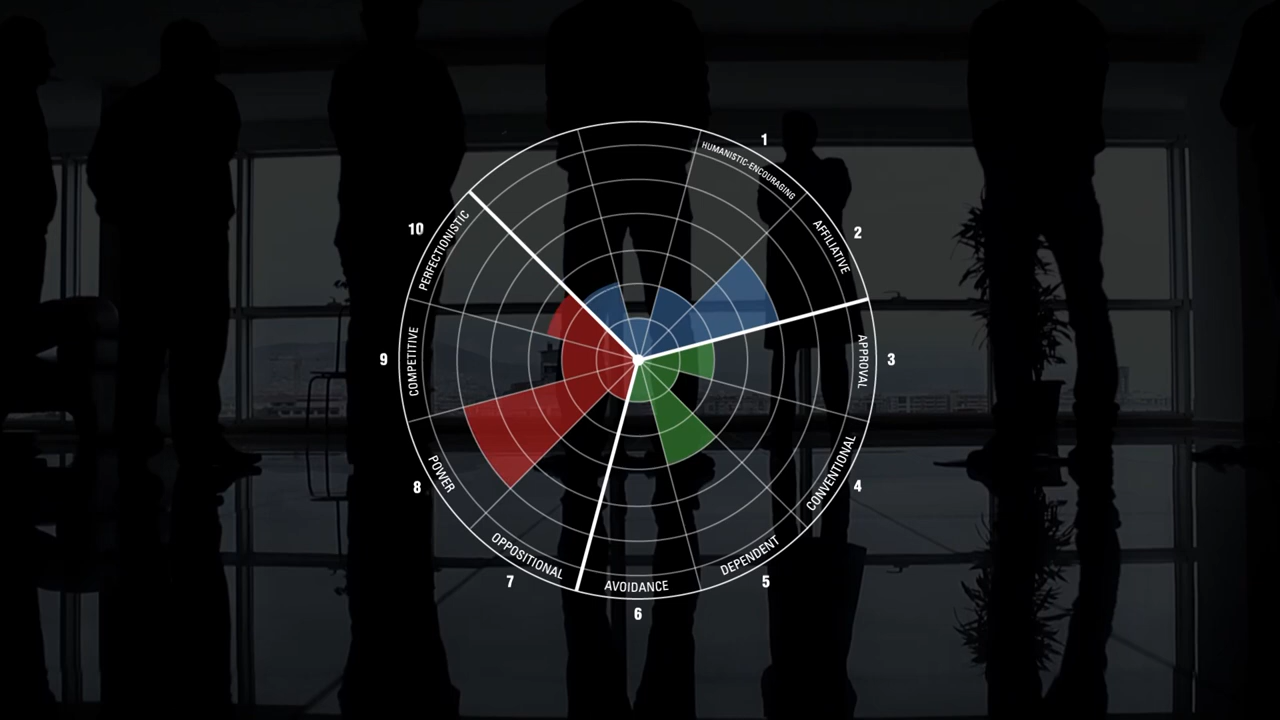 1
HUMANISTIC-ENCOURAGING
2
AFFILIATIVE
3
APPROVAL
4
CONVENTIONAL
5
DEPENDENT
6
AVOIDANCE
7
OPPOSITIONAL
8
POWER
9
COMPETITIVE
10
PERFECTIONISTIC